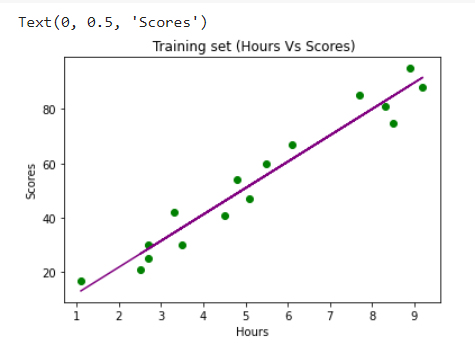 Text(0, 0.5, 'Scores')
Training set (Hours Vs Scores)
80
60
40
20
Scores
1 2 3 4 5 6 7 8 9
Hours